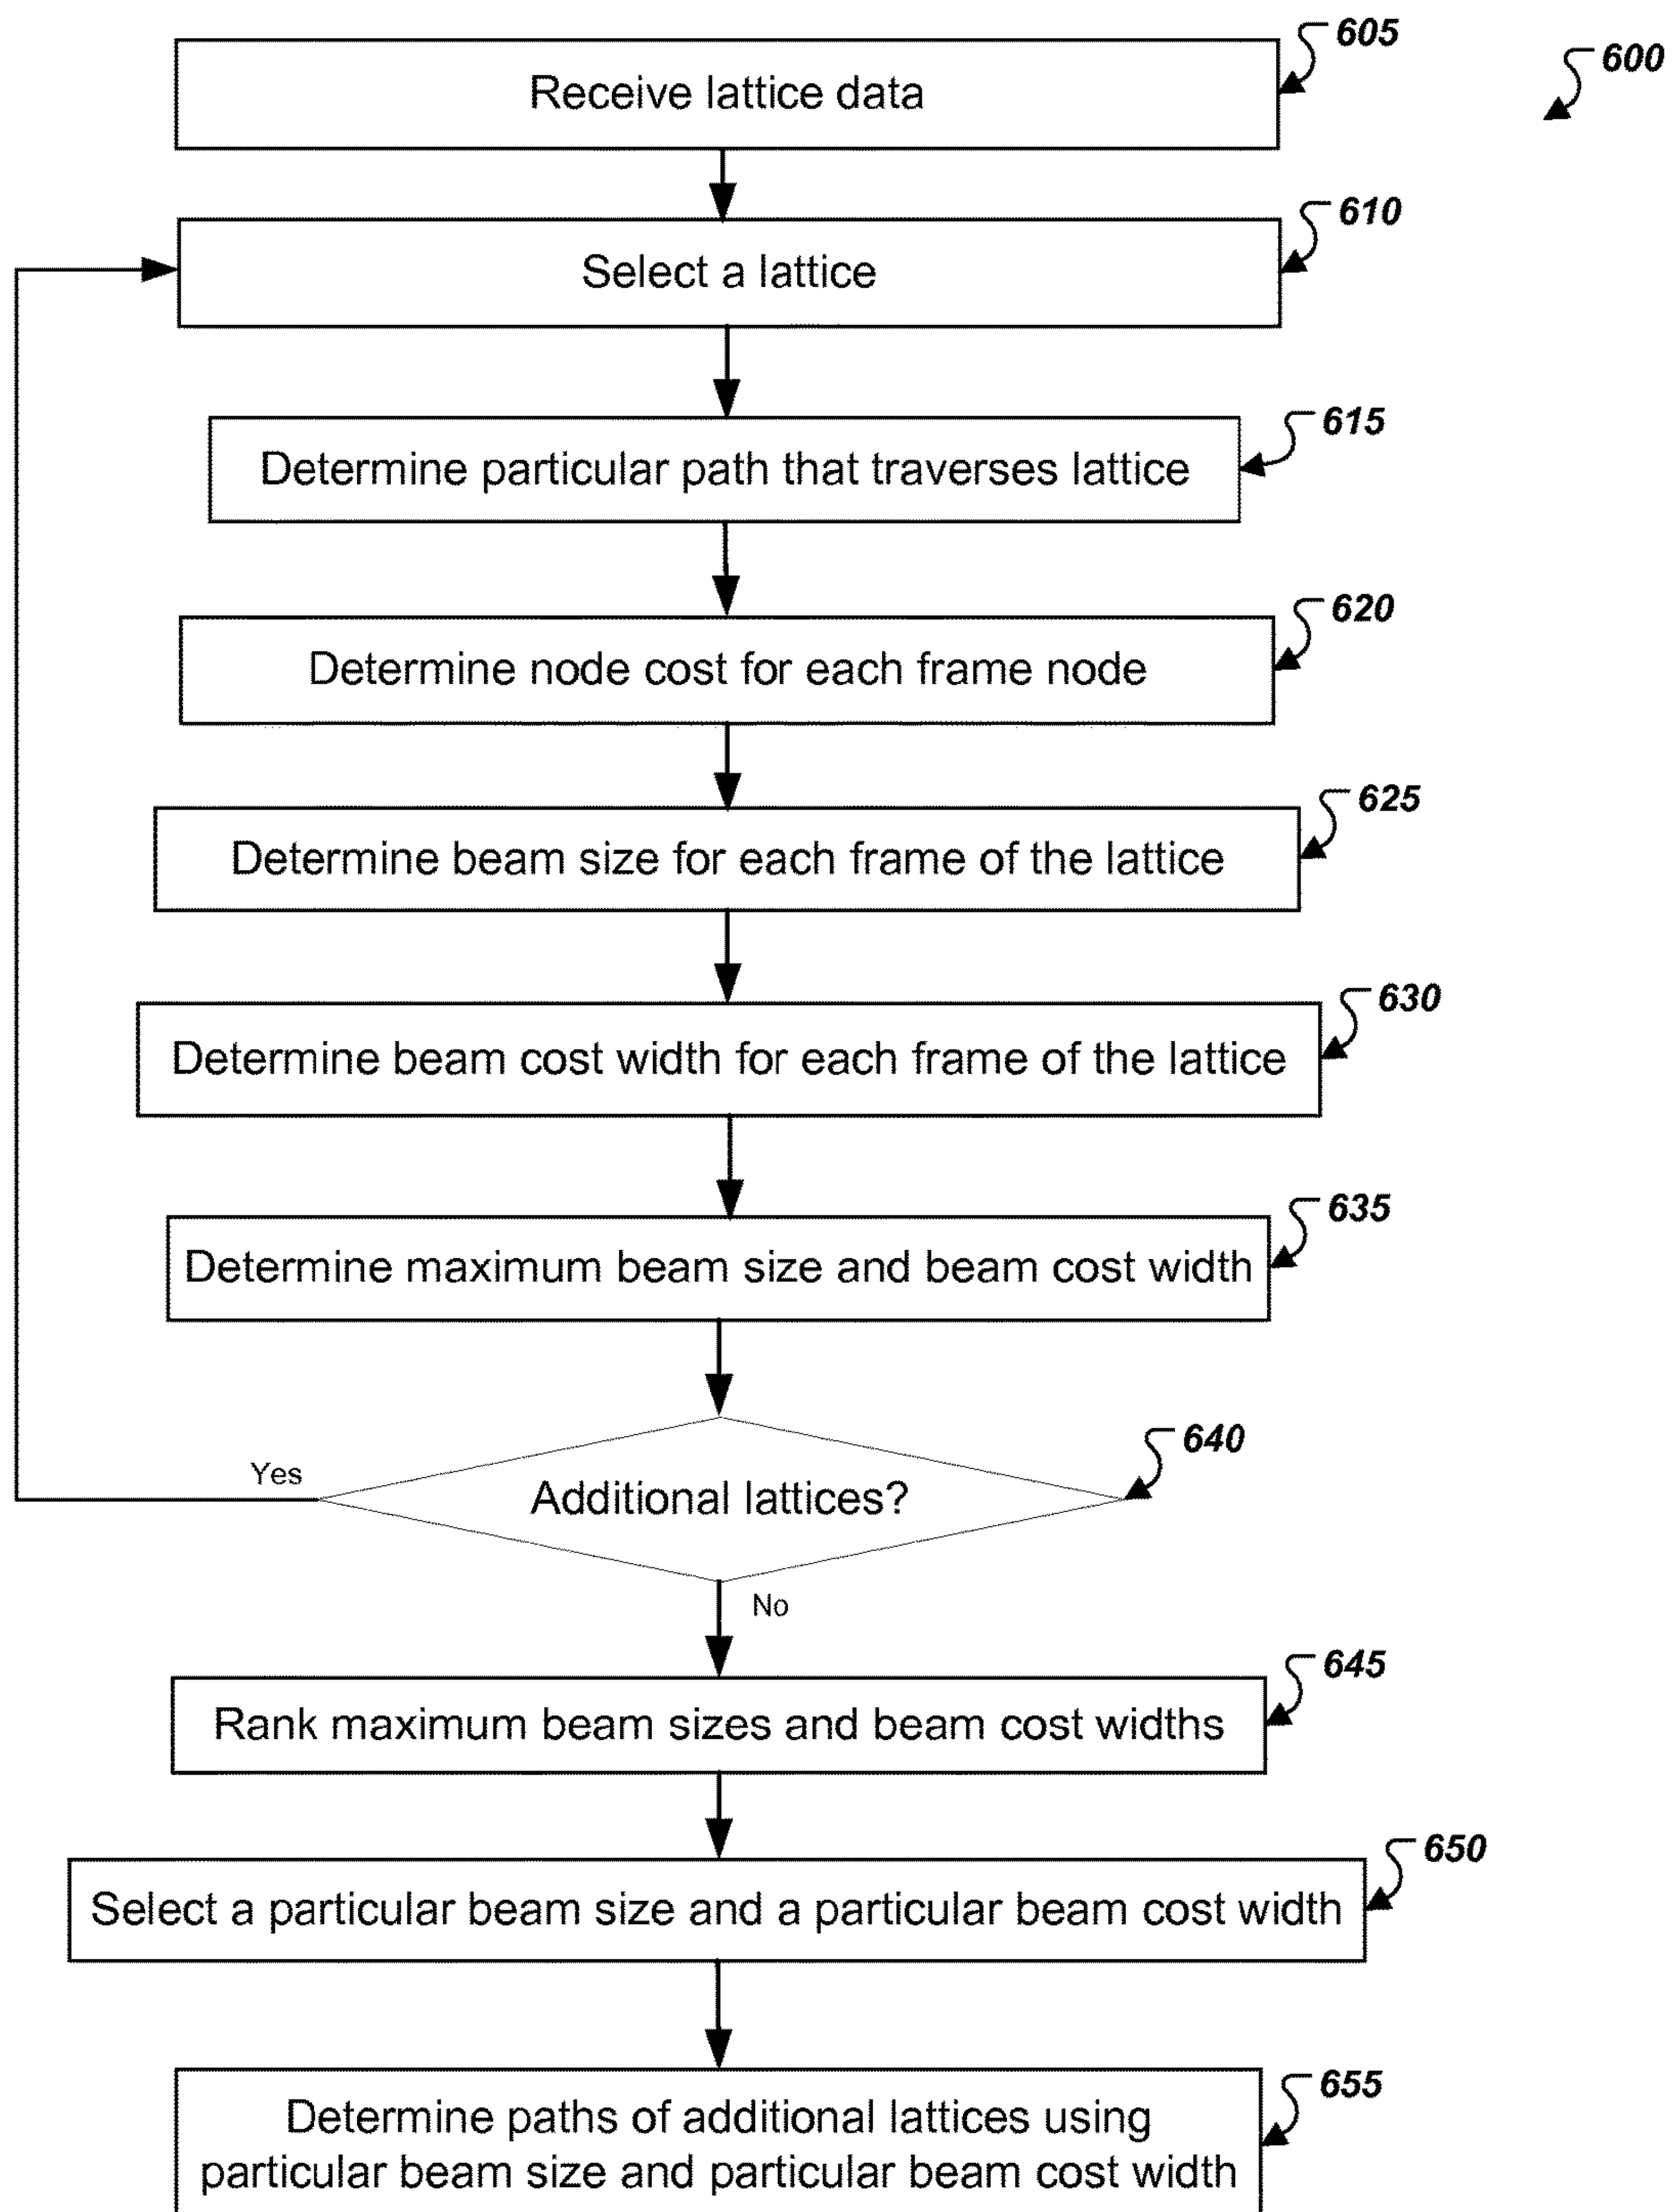 605
600
Receive lattice data
610
Select a lattice
615
Determine particular path that traverses lattice
620
Determine node cost for each frame node
625
Determine beam size for each frame of the lattice
630
Determine beam cost width for each frame of the lattice
635
Determine maximum beam size and beam cost width
640
Yes
Additional lattices?
No
645
Rank maximum beam sizes and beam cost widths
650
Select a particular beam size and a particular beam cost width
655
Determine paths of additional lattices using
particular beam size and particular beam cost width